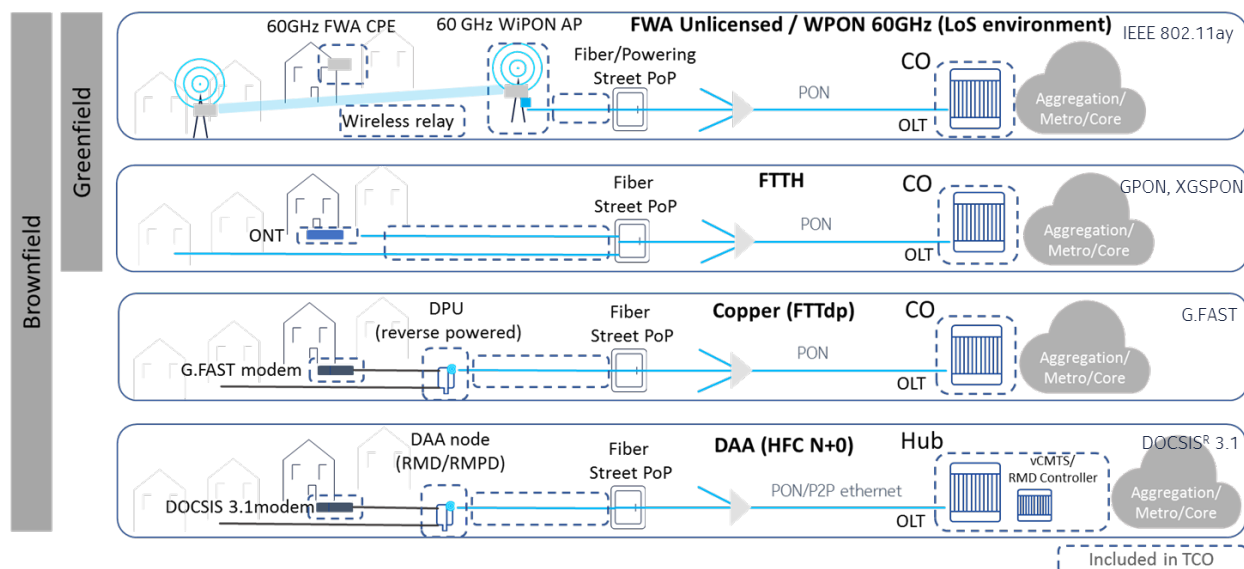 Brownfield
Greenfield
FWA Unlicensed / WPON 60GHz (LoS environment)
IEEE 802.11ay
60GHz FWA CPE
60 GHz WiPON AP
Fiber/Powering
Street PoP
Wireless relay
PON
CO
OLT
Aggregation/
Metro/Core
FTTH
GPON, XGSPON
ONT
Fiber
Street PoP
PON
CO
OLT
Aggregation/
Metro/Core
Copper (FTTdp)
G.FAST
DPU
(reverse powered)
G.FAST modem
Fiber
Street PoP
PON
CO
OLT
Aggregation/
Metro/Core
DAA (HFC N+0)
DOCSISᴿ 3.1
DAA node
(RMD/RMPD)
DOCSIS 3.1modem
Fiber
Street PoP
PON/P2P ethernet
Hub
OLT
vCMTS/
RMD Controller
Aggregation/
Metro/Core
Included in TCO